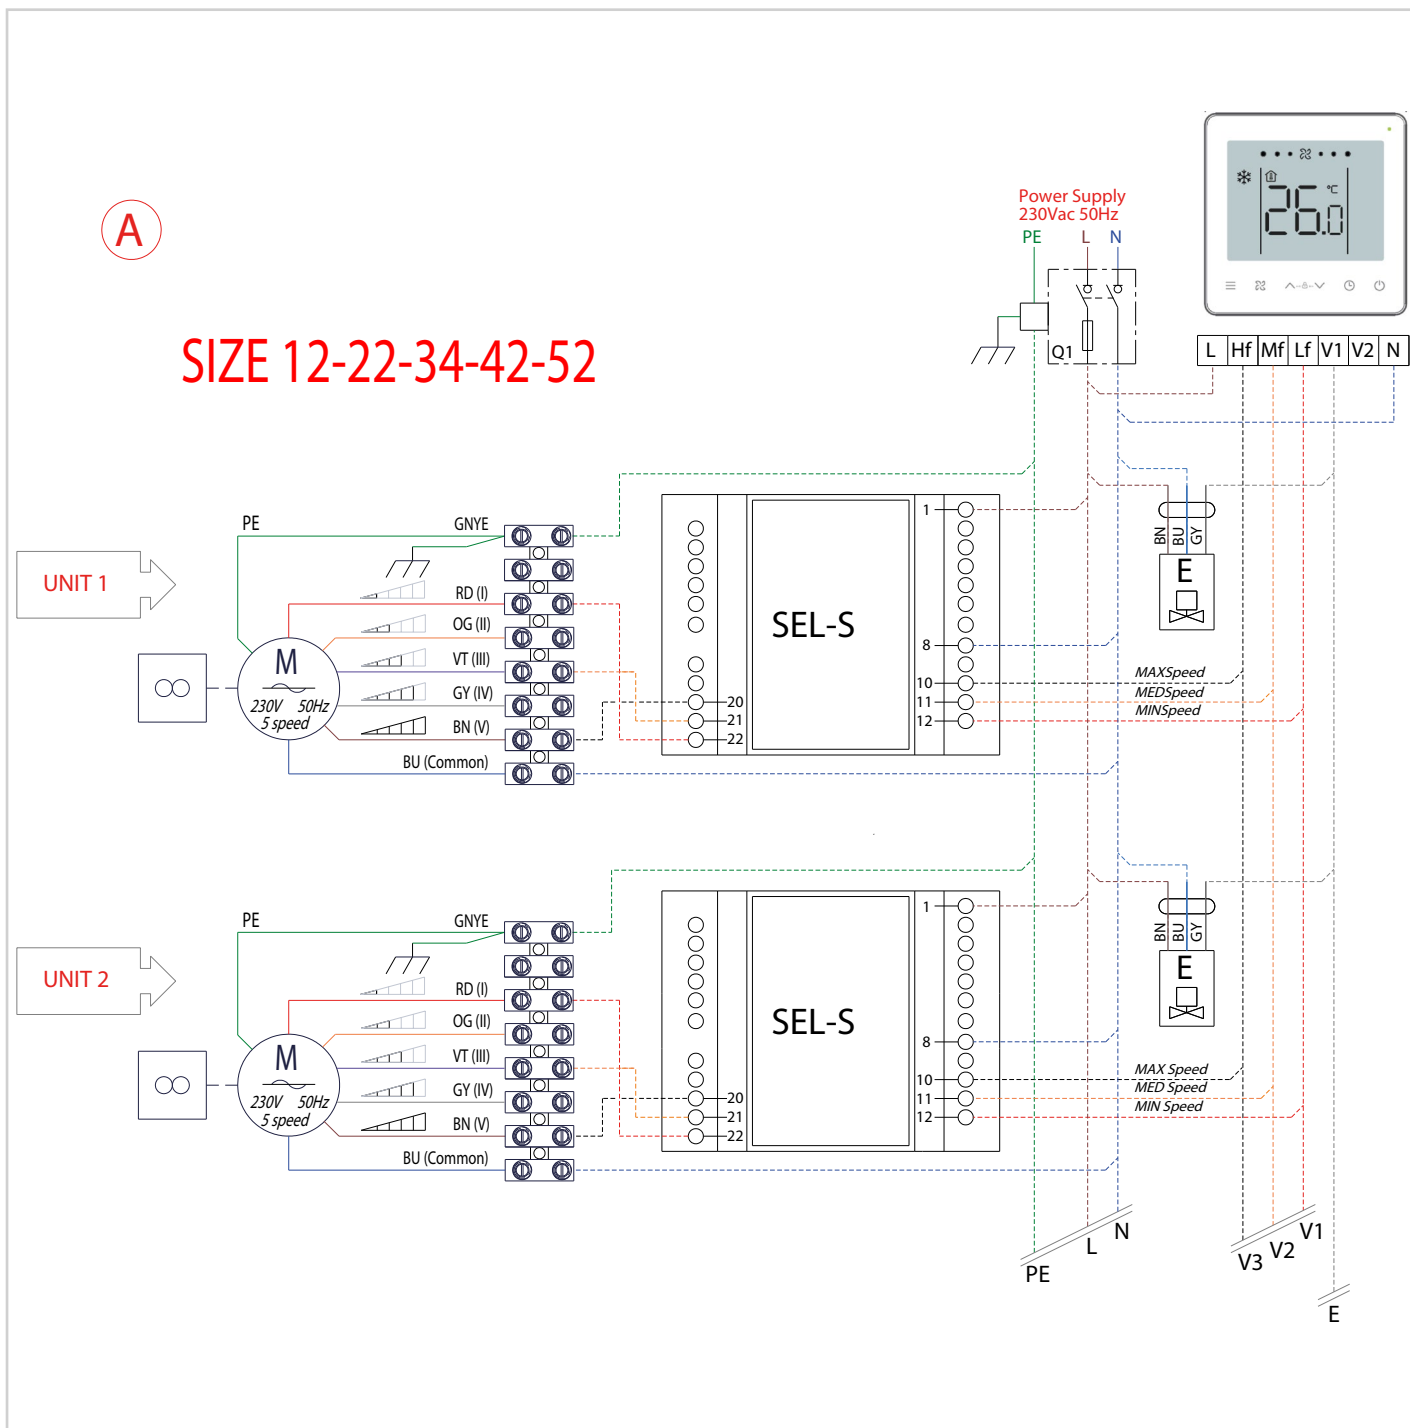 A
SIZE 12-22-34-42-52
Power Supply
230Vac 50Hz
PE L N
Q1
26.0 °C
L Hf Mf Lf V1 V2 N
UNIT 1
PE
GNYE
RD (I)
OG (II)
VT (III)
GY (IV)
BN (V)
BU (Common)
M
230V 50Hz
5 speed
SEL-S
20
21
22
1
8
10
11
12
MAXSpeed
MEDSpeed
MINSpeed
BN
BU
GY
E
UNIT 2
PE
GNYE
RD (I)
OG (II)
VT (III)
GY (IV)
BN (V)
BU (Common)
M
230V 50Hz
5 speed
SEL-S
20
21
22
1
8
10
11
12
MAX Speed
MED Speed
MIN Speed
BN
BU
GY
E
PE L N
V3 V2 V1
E